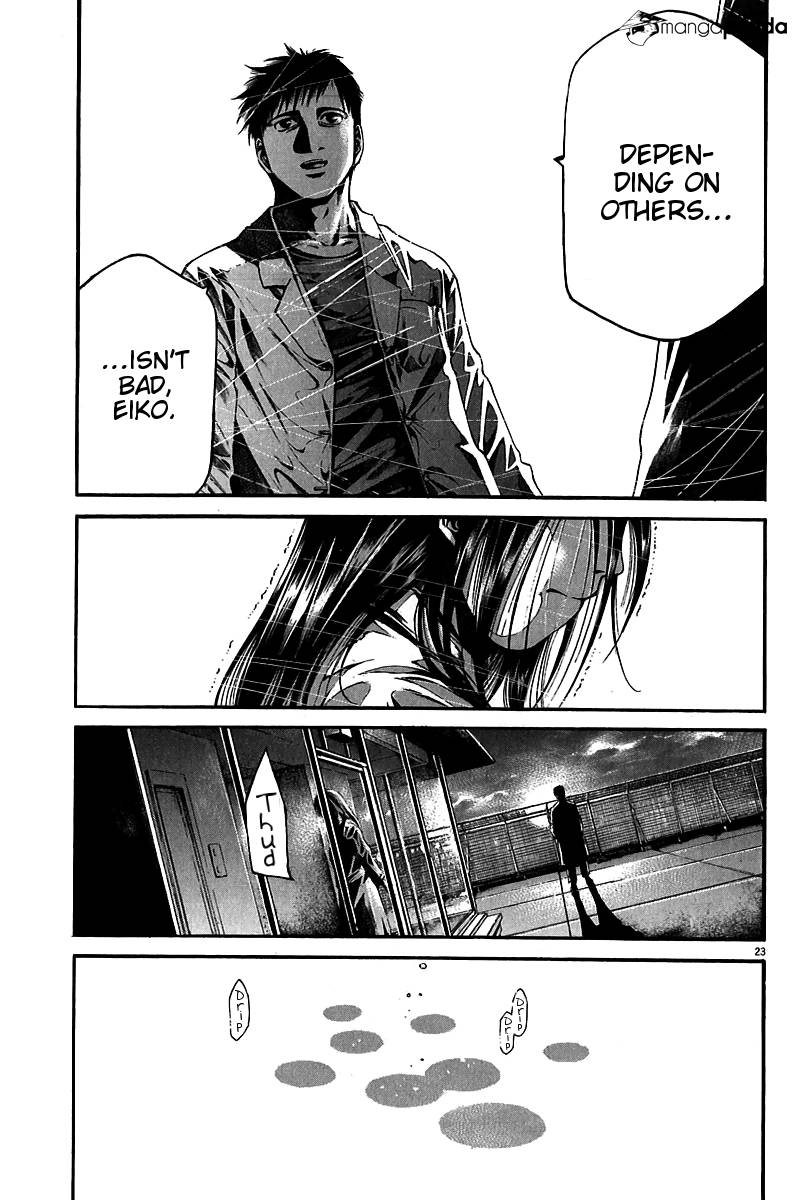 mangapanda
DEPEN-
DING ON
OTHERS...
...ISN'T
BAD,
EIKO.
Thud
23
Drip
Drip
Drip